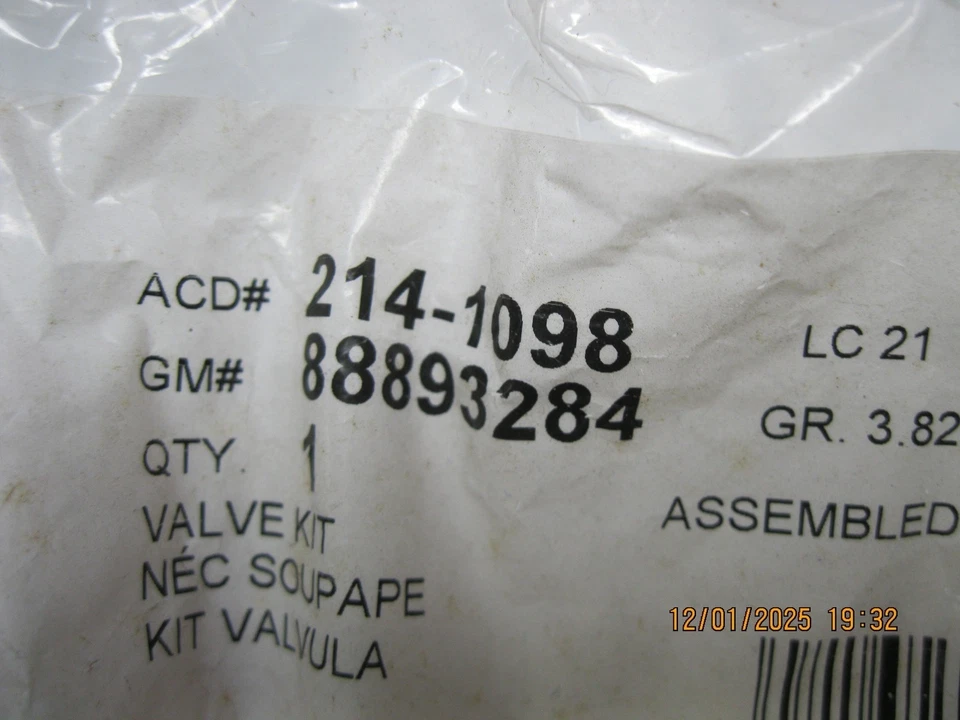 ACD# 214-1098
GM# 88893284
QTY. 1
VALVE KIT
NÉC SOUPAPE
KIT VALVULA
LC 21
GR. 3.82
ASSEMBLED
12/01/2025 19:32